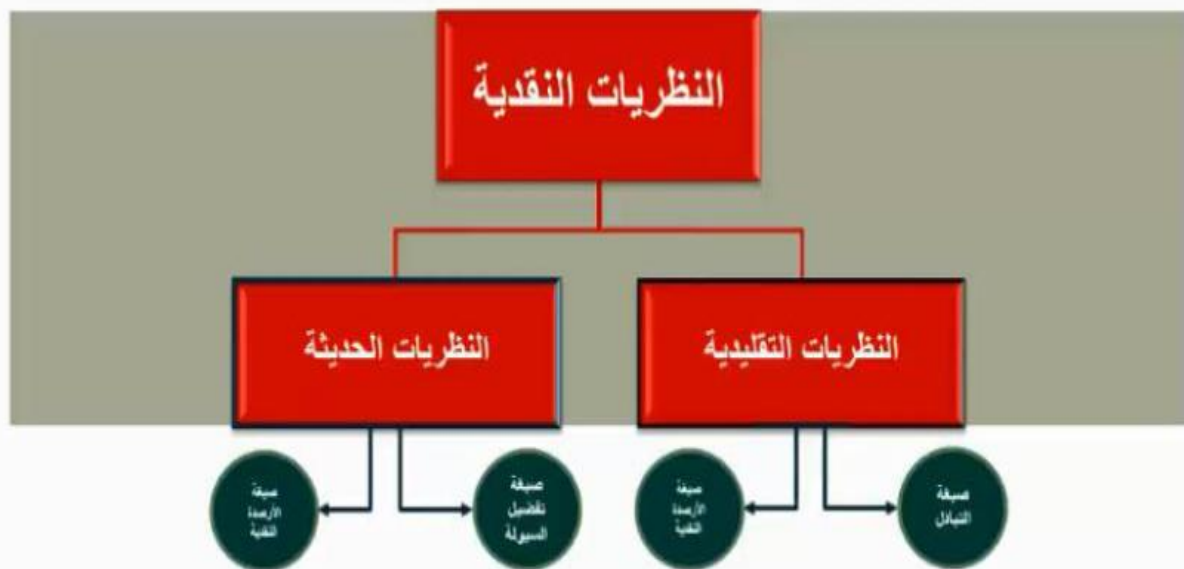 النظريات النقدية
النظريات التقليدية
النظريات الحديثة
صيغة
التبادل
صيغة
الأرصدة
النقدية
صيغة
تفضيل
السيولة
صيغة
الأرصدة
النقدية